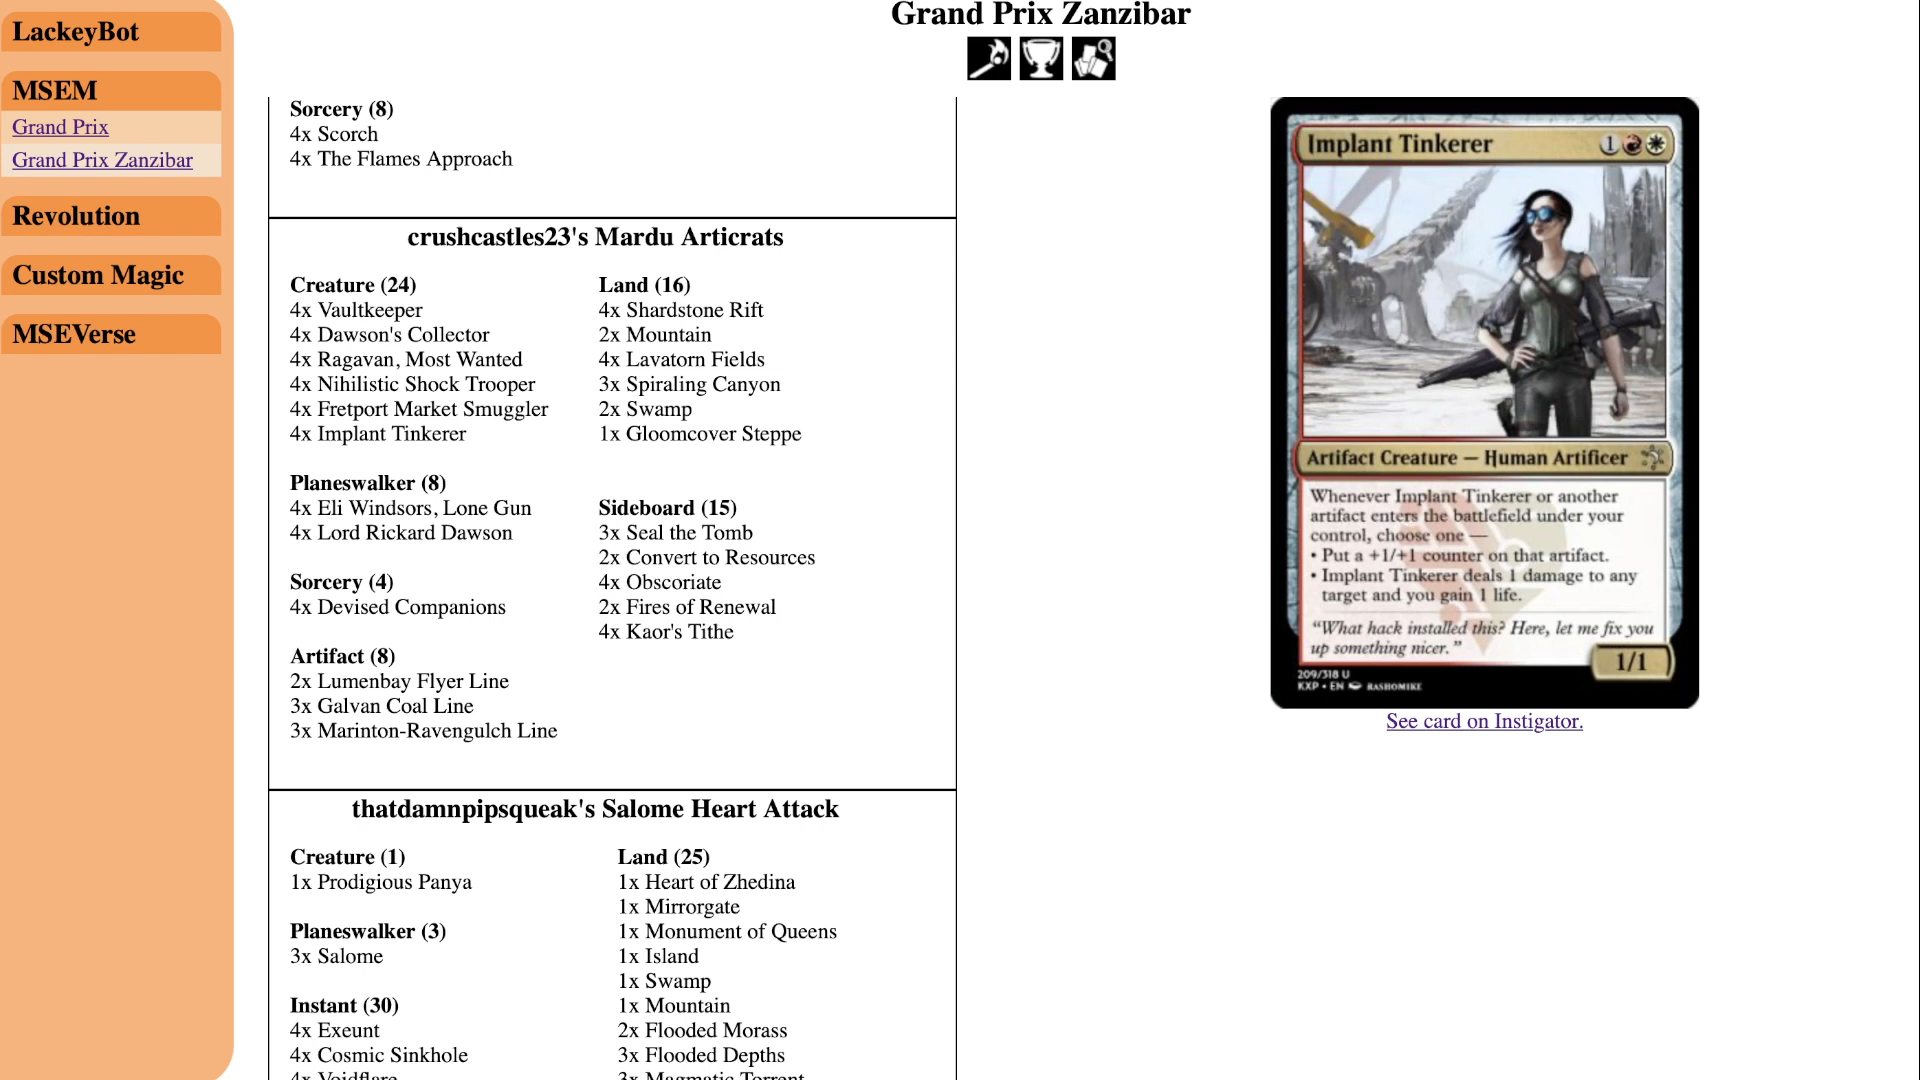 LackeyBot
MSEM
Grand Prix
Grand Prix Zanzibar
Revolution
Custom Magic
MSEVerse
Grand Prix Zanzibar
Sorcery (8)
4x Scorch
4x The Flames Approach
crushcastles23's Mardu Articrats
Creature (24)
4x Vaultkeeper
4x Dawson's Collector
4x Ragavan, Most Wanted
4x Nihilistic Shock Trooper
4x Fretport Market Smuggler
4x Implant Tinkerer
Planeswalker (8)
4x Eli Windsors, Lone Gun
4x Lord Rickard Dawson
Sorcery (4)
4x Devised Companions
Artifact (8)
2x Lumenbay Flyer Line
3x Galvan Coal Line
3x Marinton-Ravengulch Line
Land (16)
4x Shardstone Rift
2x Mountain
4x Lavatorn Fields
3x Spiraling Canyon
2x Swamp
1x Gloomcover Steppe
Sideboard (15)
3x Seal the Tomb
2x Convert to Resources
4x Obscoriate
2x Fires of Renewal
4x Kaor's Tithe
thatdamnpipsqueak's Salome Heart Attack
Creature (1)
1x Prodigious Panya
Planeswalker (3)
3x Salome
Instant (30)
4x Exeunt
4x Cosmic Sinkhole
4x Voidflare
Land (25)
1x Heart of Zhedina
1x Mirrorgate
1x Monument of Queens
1x Island
1x Swamp
1x Mountain
2x Flooded Morass
3x Flooded Depths
3x Magmatic Torrent
Implant Tinkerer 1
Artifact Creature — Human Artificer
Whenever Implant Tinkerer or another
artifact enters the battlefield under your
control, choose one —
• Put a +1/+1 counter on that artifact.
• Implant Tinkerer deals 1 damage to any
target and you gain 1 life.
“What hack installed this? Here, let me fix you
up something nicer.”
1/1
209/318 U
KXP • EN RASHOMIKE
See card on Instigator.